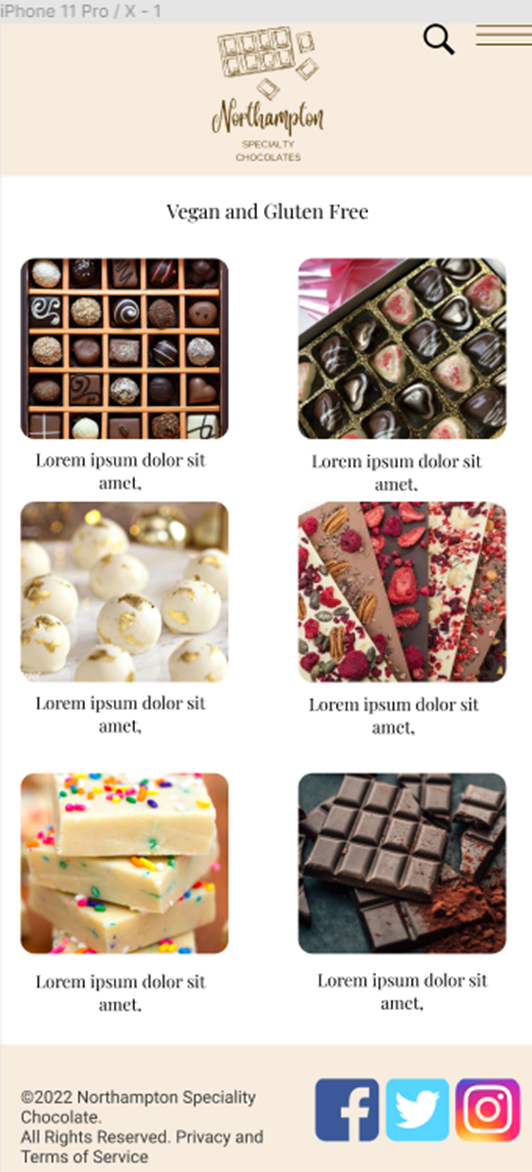 iPhone 11 Pro / X - 1
Northampton
SPECIALTY
CHOCOLATES
Vegan and Gluten Free
Lorem ipsum dolor sit
amet,
Lorem ipsum dolor sit
amet,
Lorem ipsum dolor sit
amet,
Lorem ipsum dolor sit
amet,
Lorem ipsum dolor sit
amet,
Lorem ipsum dolor sit
amet,
©2022 Northampton Speciality
Chocolate.
All Rights Reserved. Privacy and
Terms of Service